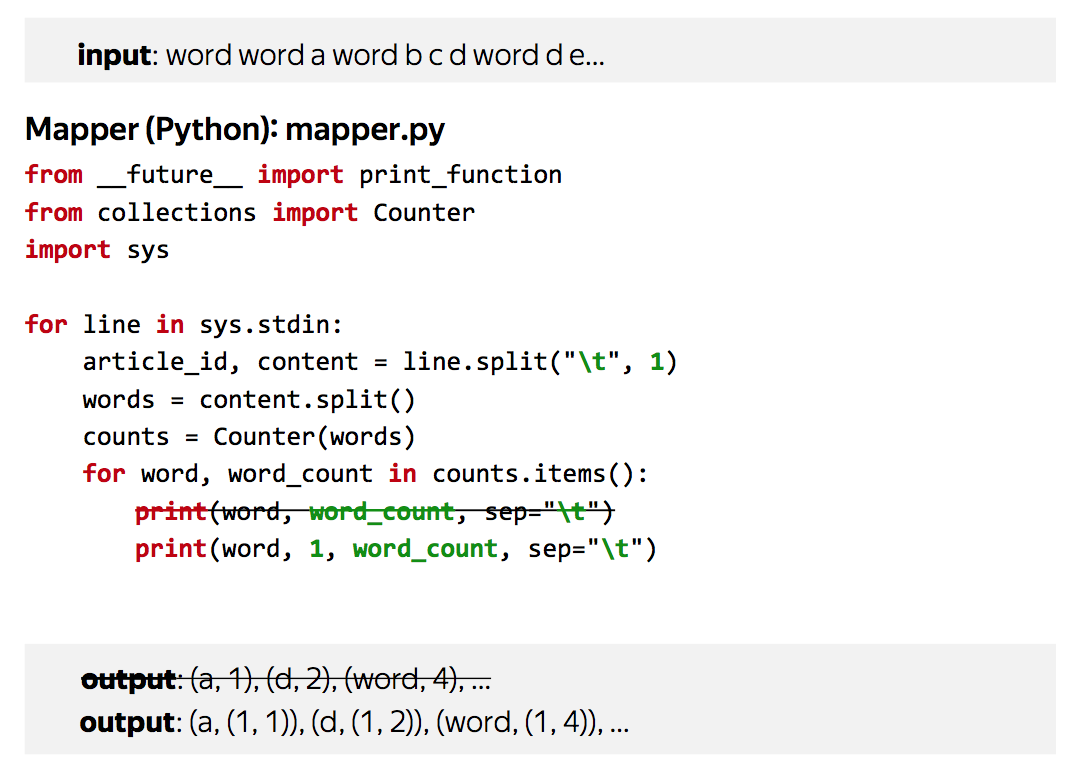 input: word word a word b c d word d e...
Mapper (Python): mapper.py
from __future__ import print_function
from collections import Counter
import sys
for line in sys.stdin:
    article_id, content = line.split("\t", 1)
    words = content.split()
    counts = Counter(words)
    for word, word_count in counts.items():
        print(word, word_count, sep="\t")
        print(word, 1, word_count, sep="\t")
output: (a, 1), (d, 2), (word, 4), ...
output: (a, (1, 1)), (d, (1, 2)), (word, (1, 4)), ...